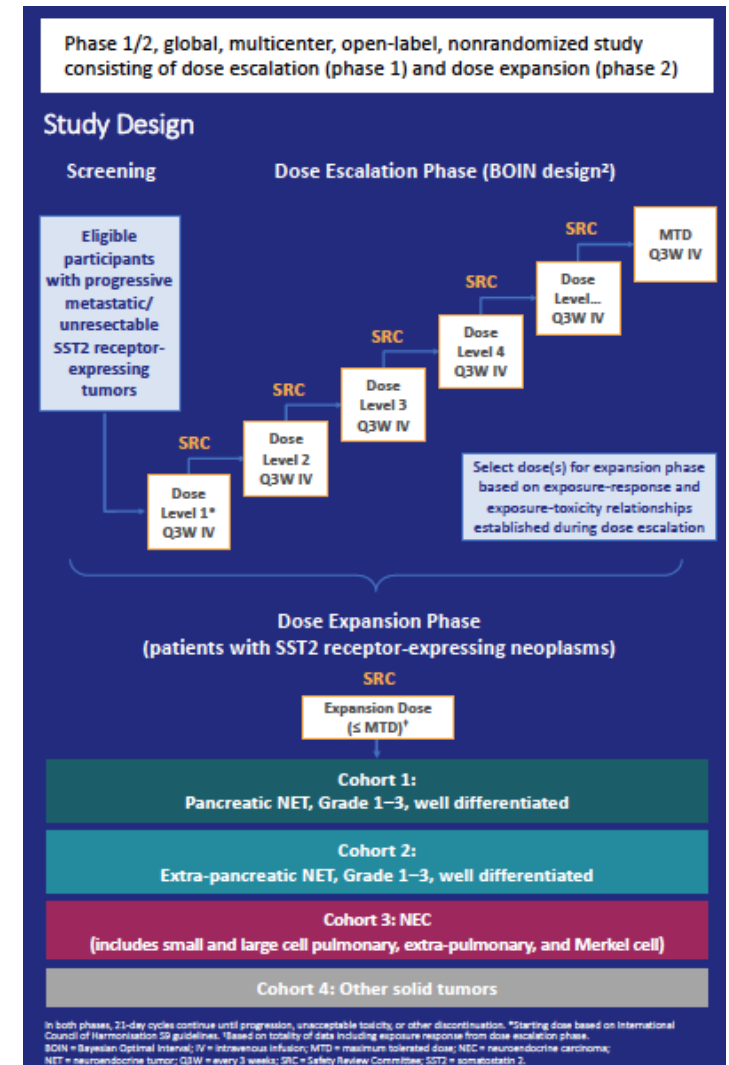 Phase 1/2, global, multicenter, open-label, nonrandomized study
consisting of dose escalation (phase 1) and dose expansion (phase 2)
Study Design
Screening
Dose Escalation Phase (BOIN design²)
Eligible
participants
with progressive
metastatic/
unresectable
SST2 receptor-
expressing
tumors
SRC
Dose
Level 1*
Q3W IV
SRC
Dose
Level 2
Q3W IV
SRC
Dose
Level 3
Q3W IV
SRC
Dose
Level 4
Q3W IV
SRC
Dose
Level...
Q3W IV
MTD
Q3W IV
Select dose(s) for expansion phase
based on exposure-response and
exposure-toxicity relationships
established during dose escalation
Dose Expansion Phase
(patients with SST2 receptor-expressing neoplasms)
SRC
Expansion Dose
(≤ MTD)†
Cohort 1:
Pancreatic NET, Grade 1–3, well differentiated
Cohort 2:
Extra-pancreatic NET, Grade 1–3, well differentiated
Cohort 3: NEC
(includes small and large cell pulmonary, extra-pulmonary, and Merkel cell)
Cohort 4: Other solid tumors
In both phases, 21-day cycles continue until progression, unacceptable toxicity, or other discontinuation. *Starting dose based on International
Council of Harmonisation S9 guidelines. †Based on totality of data including exposure response from dose escalation phase.
BOIN = Bayesian Optimal Interval; IV = intravenous infusion; MTD = maximum tolerated dose; NEC = neuroendocrine carcinoma;
NET = neuroendocrine tumor; Q3W = every 3 weeks; SRC = Safety Review Committee; SST2 = somatostatin 2.